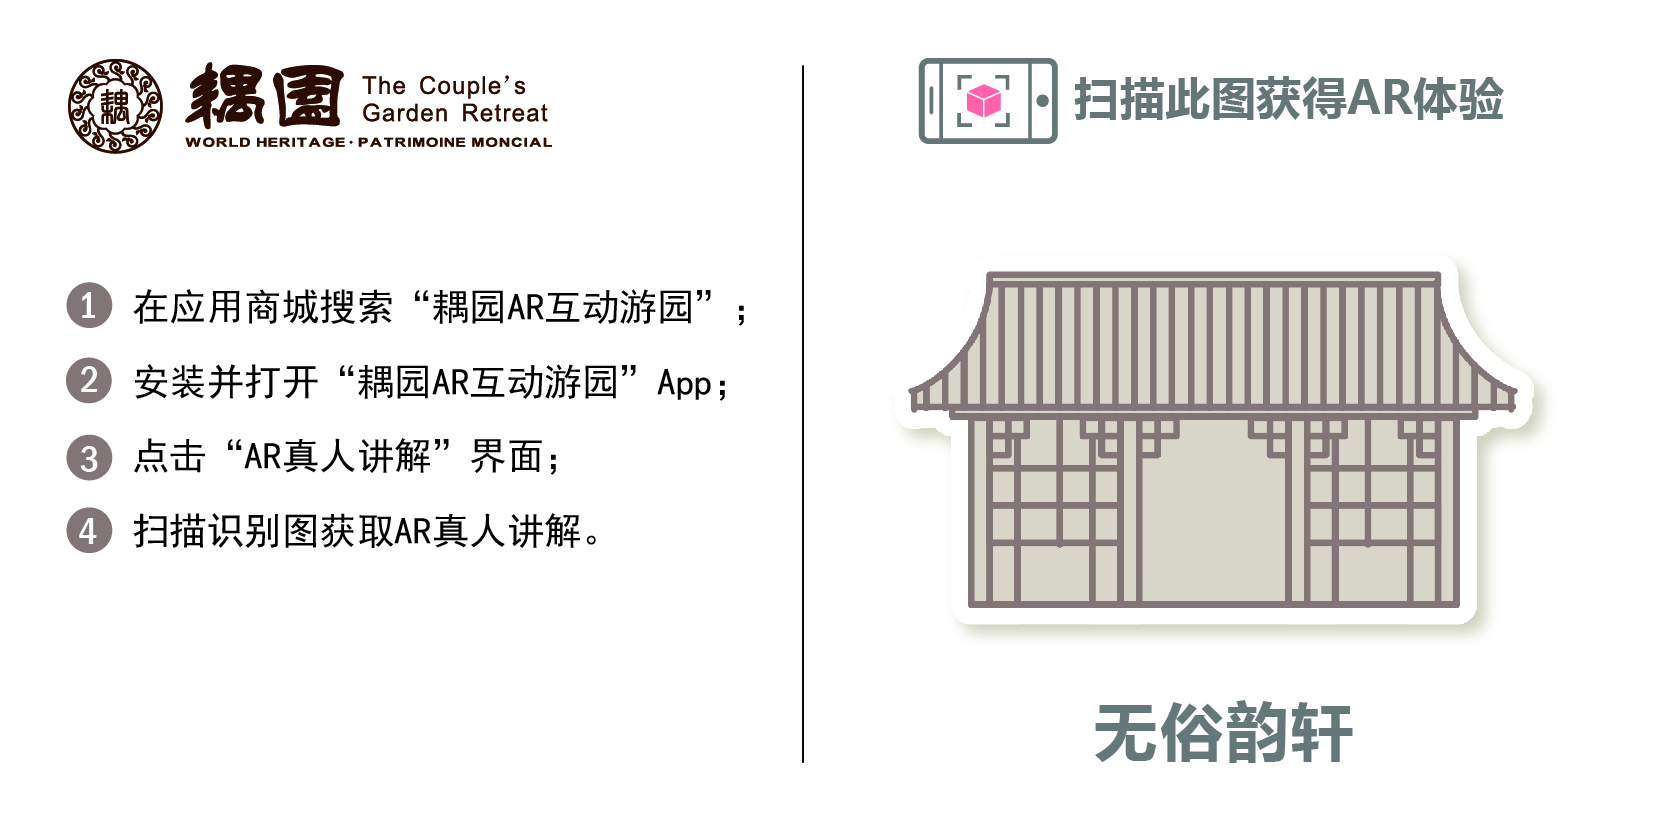 耦
耦園
The Couple's
Garden Retreat
WORLD HERITAGE·PATRIMOINE MONCIAL
1 在应用商城搜索“耦园AR互动游园”;
2 安装并打开“耦园AR互动游园”App;
3 点击“AR真人讲解”界面;
4 扫描识别图获取AR真人讲解。
扫描此图获得AR体验
无俗韵轩